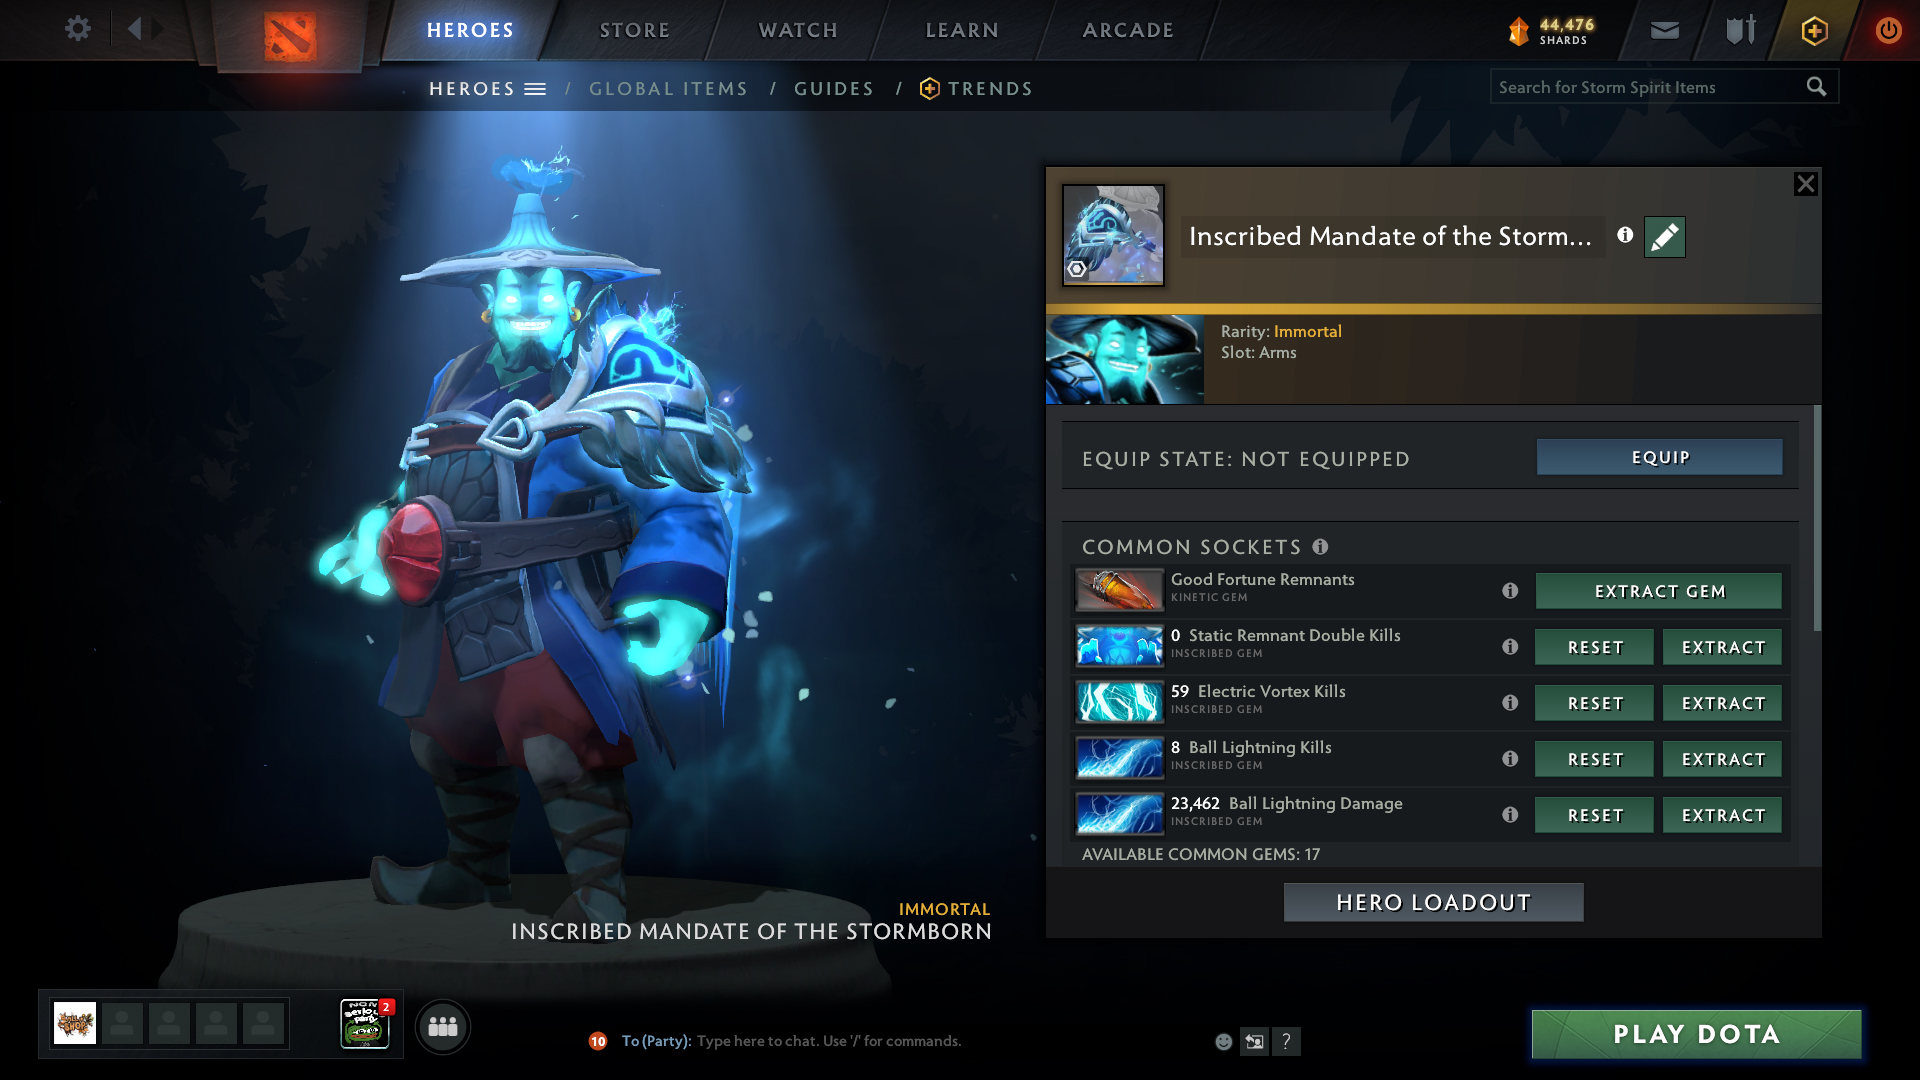 HEROES
STORE
WATCH
LEARN
ARCADE
44,476
SHARDS
HEROES / GLOBAL ITEMS / GUIDES / TRENDS
Search for Storm Spirit Items
Inscribed Mandate of the Storm...
Rarity: Immortal
Slot: Arms
EQUIP STATE: NOT EQUIPPED
EQUIP
COMMON SOCKETS
Good Fortune Remnants
KINETIC GEM
EXTRACT GEM
0 Static Remnant Double Kills
INSCRIBED GEM
RESET
EXTRACT
59 Electric Vortex Kills
INSCRIBED GEM
RESET
EXTRACT
8 Ball Lightning Kills
INSCRIBED GEM
RESET
EXTRACT
23,462 Ball Lightning Damage
INSCRIBED GEM
RESET
EXTRACT
AVAILABLE COMMON GEMS: 17
HERO LOADOUT
IMMORTAL
INSCRIBED MANDATE OF THE STORMBORN
2
10
To (Party): Type here to chat. Use '/' for commands.
?
PLAY DOTA